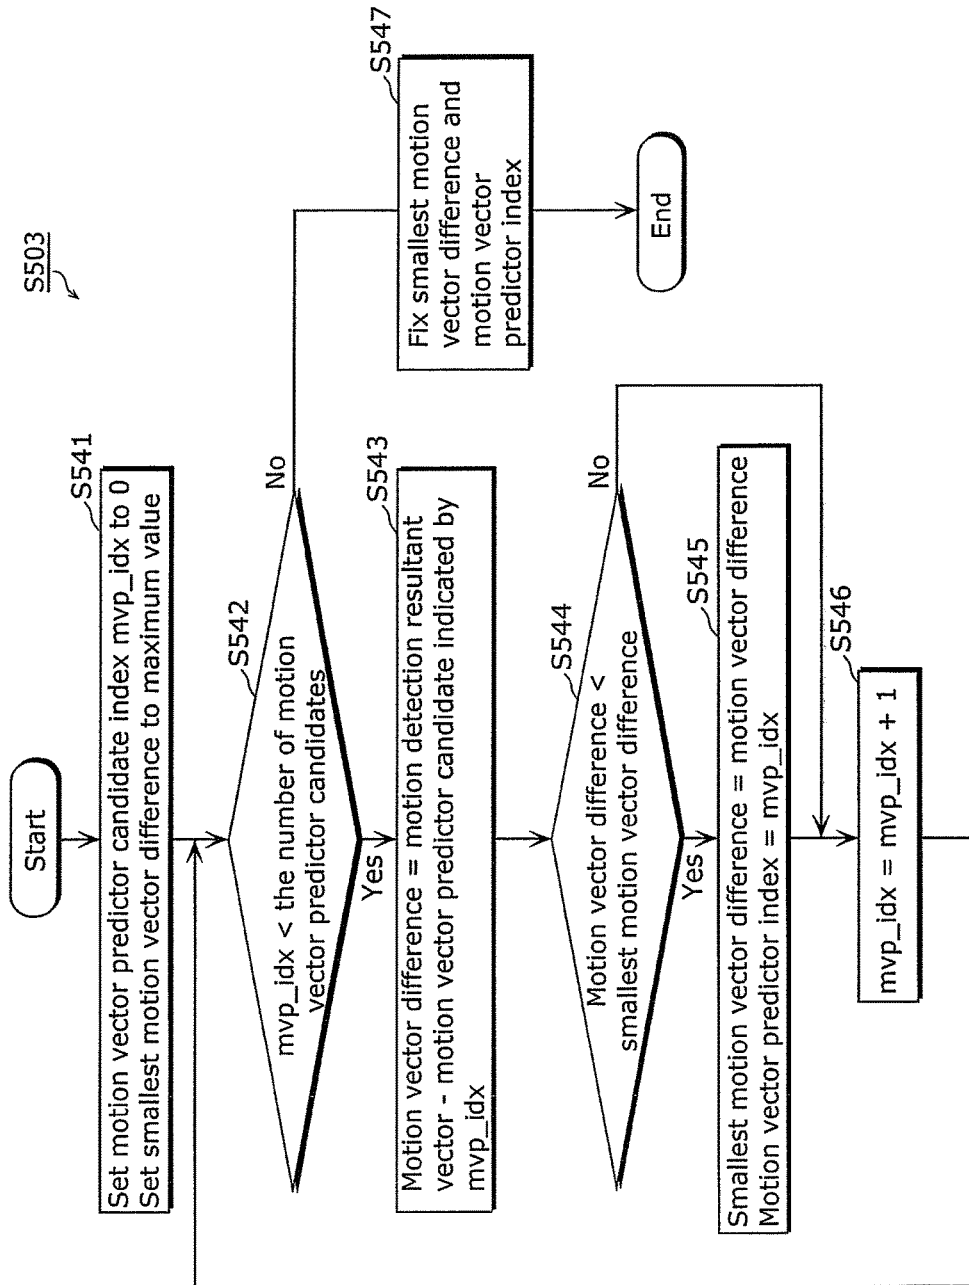 S503
Start
S541
Set motion vector predictor candidate index mvp_idx to 0
Set smallest motion vector difference to maximum value
S542
mvp_idx < the number of motion
vector predictor candidates
No
Yes
S543
Motion vector difference = motion detection resultant
vector - motion vector predictor candidate indicated by
mvp_idx
S544
Motion vector difference <
smallest motion vector difference
No
Yes
S545
Smallest motion vector difference = motion vector difference
Motion vector predictor index = mvp_idx
S546
mvp_idx = mvp_idx + 1
S547
Fix smallest motion
vector difference and
motion vector
predictor index
End